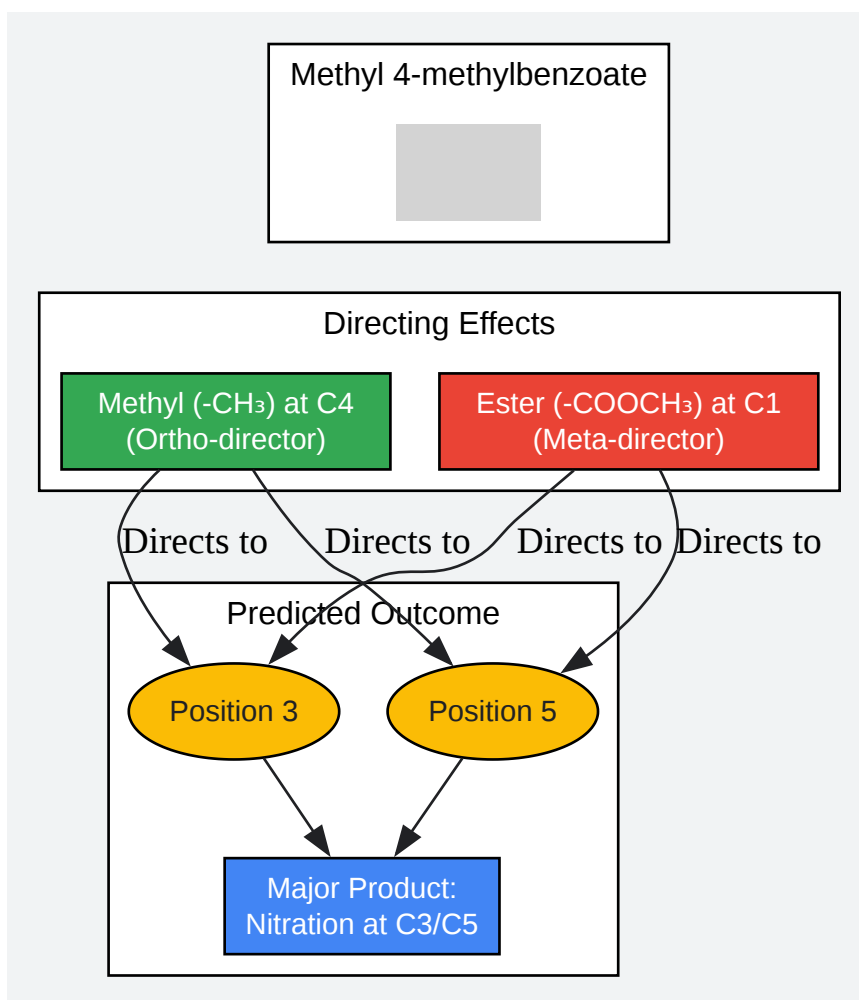 Methyl 4-methylbenzoate
Directing Effects
Methyl (-CH₃) at C4
(Ortho-director)
Ester (-COOCH₃) at C1
(Meta-director)
Directs to
Directs to
Directs to
Directs to
Predicted Outcome
Position 3
Position 5
Major Product:
Nitration at C3/C5